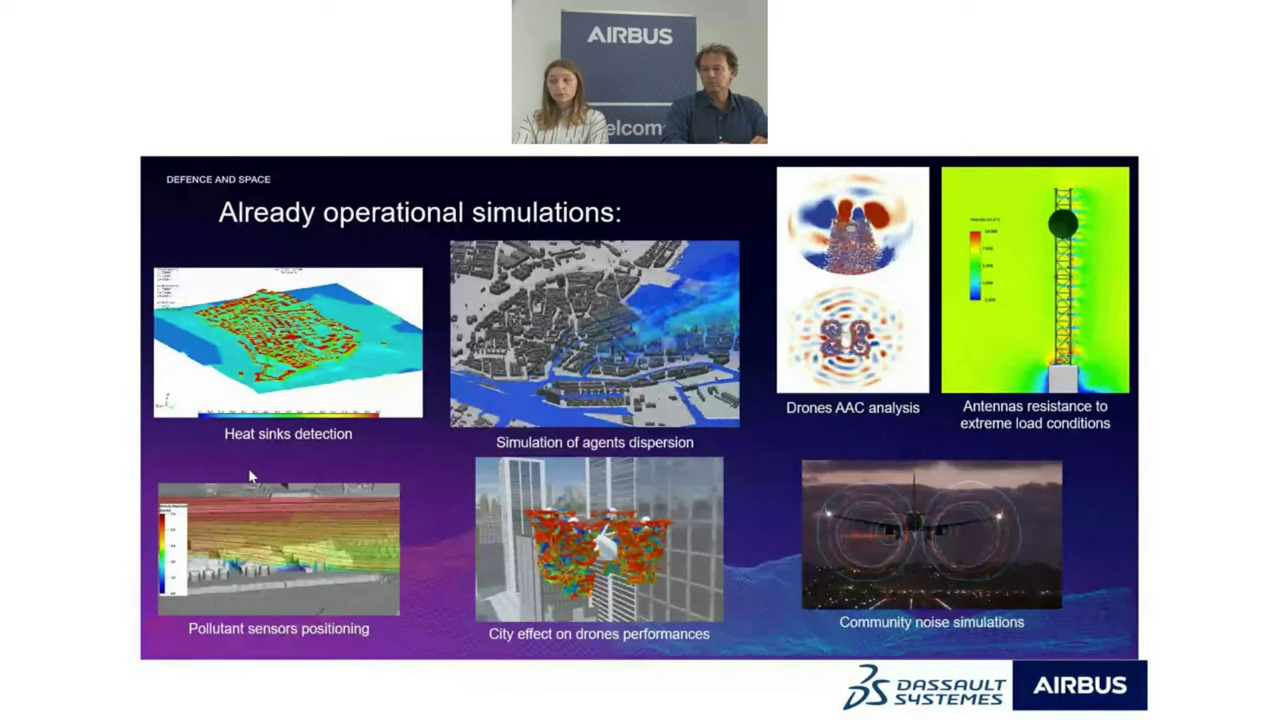 AIRBUS
elcom
DEFENCE AND SPACE
Already operational simulations:
Heat sinks detection
Simulation of agents dispersion
Drones AAC analysis
Antennas resistance to
extreme load conditions
Pollutant sensors positioning
City effect on drones performances
Community noise simulations
DASSAULT
SYSTEMES
AIRBUS